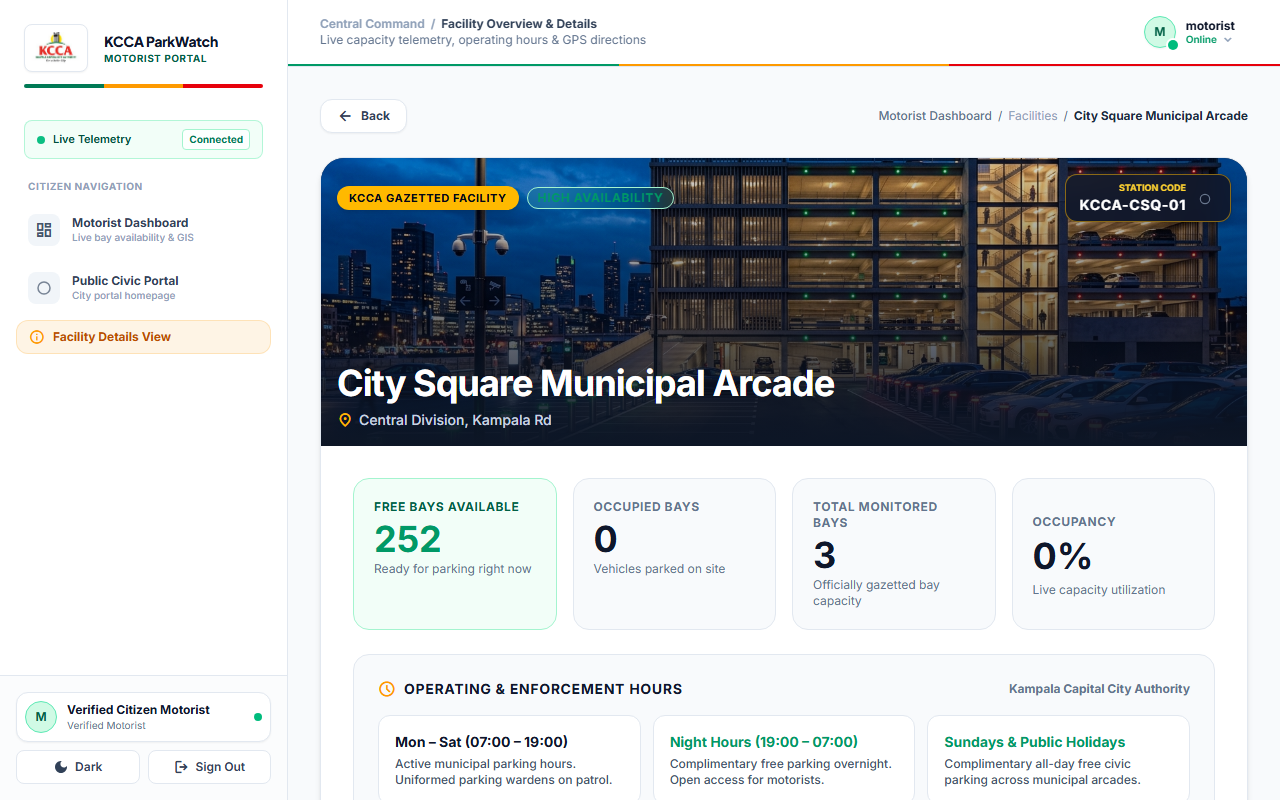 KCCA
KCCA ParkWatch
MOTORIST PORTAL
Live Telemetry
Connected
CITIZEN NAVIGATION
Motorist Dashboard
Live bay availability & GIS
Public Civic Portal
City portal homepage
Facility Details View
M
Verified Citizen Motorist
Verified Motorist
Dark
Sign Out
Central Command / Facility Overview & Details
Live capacity telemetry, operating hours & GPS directions
M
motorist
Online
Back
Motorist Dashboard / Facilities / City Square Municipal Arcade
KCCA GAZETTED FACILITY
HIGH AVAILABILITY
STATION CODE
KCCA-CSQ-01
City Square Municipal Arcade
Central Division, Kampala Rd
FREE BAYS AVAILABLE
252
Ready for parking right now
OCCUPIED BAYS
0
Vehicles parked on site
TOTAL MONITORED
BAYS
3
Officially gazetted bay
capacity
OCCUPANCY
0%
Live capacity utilization
OPERATING & ENFORCEMENT HOURS
Kampala Capital City Authority
Mon – Sat (07:00 – 19:00)
Active municipal parking hours.
Uniformed parking wardens on patrol.
Night Hours (19:00 – 07:00)
Complimentary free parking overnight.
Open access for motorists.
Sundays & Public Holidays
Complimentary all-day free civic
parking across municipal arcades.